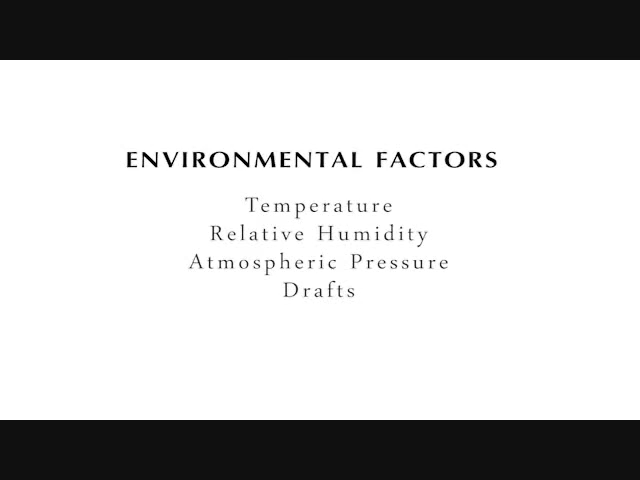 ENVIRONMENTAL FACTORS
Temperature
Relative Humidity
Atmospheric Pressure
Drafts